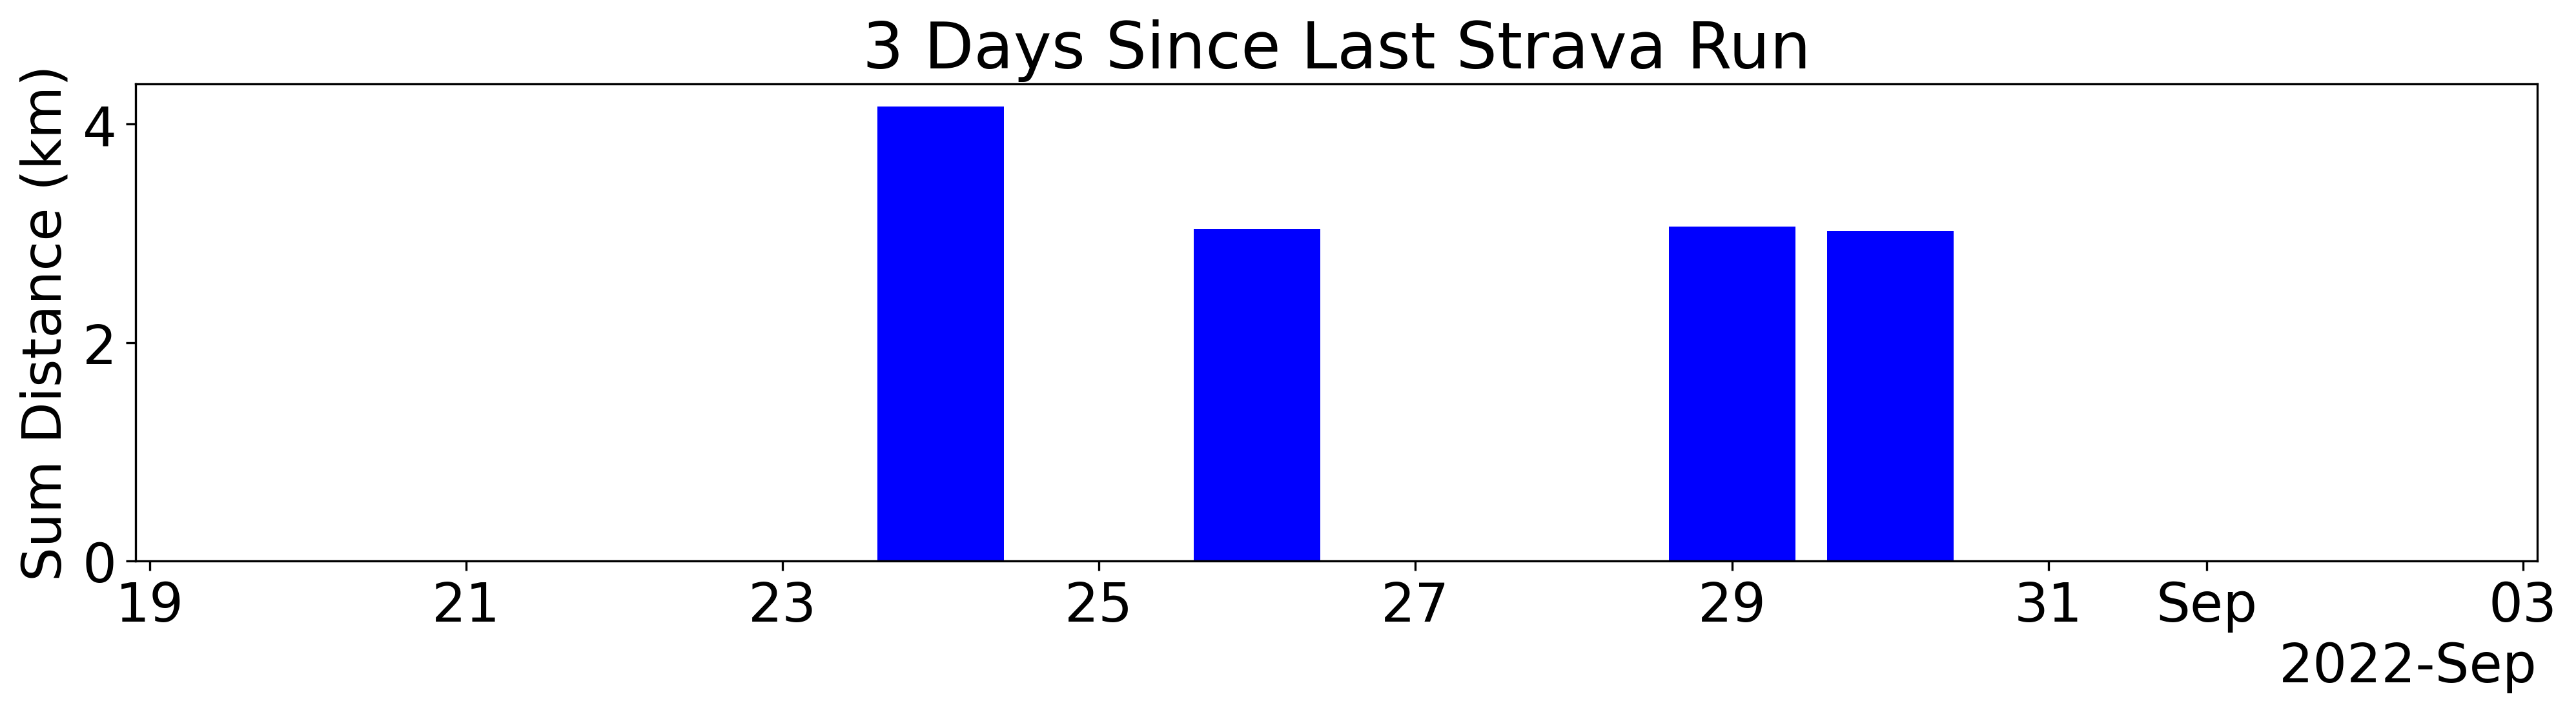 3 Days Since Last Strava Run
Sum Distance (km)
4
2
0
19 21 23 25 27 29 31 Sep 03
2022-Sep